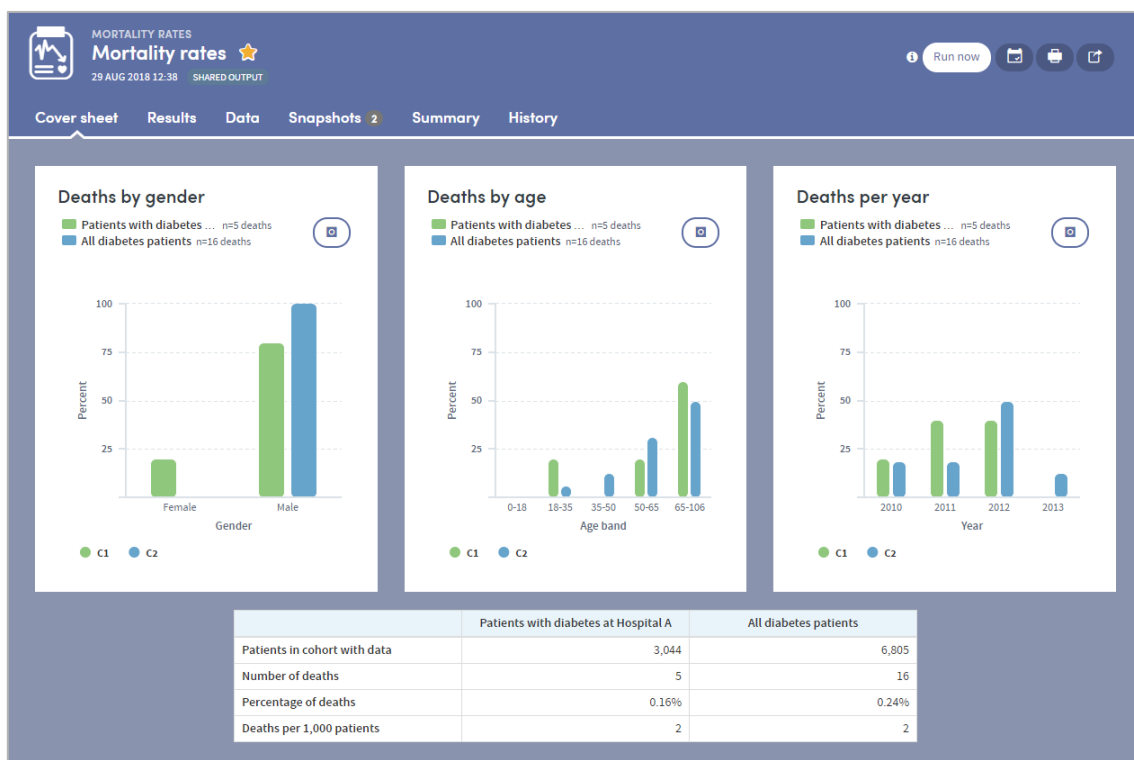 MORTALITY RATES
Mortality rates
29 AUG 2018 12:38 SHARED OUTPUT
Run now
Cover sheet Results Data Snapshots 2 Summary History
Deaths by gender
Patients with diabetes ... n=5 deaths
All diabetes patients n=16 deaths
100
75
50
25
Percent
Female Male
Gender
C1 C2
Deaths by age
Patients with diabetes ... n=5 deaths
All diabetes patients n=16 deaths
100
75
50
25
Percent
0-18 18-35 35-50 50-65 65-106
Age band
C1 C2
Deaths per year
Patients with diabetes ... n=5 deaths
All diabetes patients n=16 deaths
100
75
50
25
Percent
2010 2011 2012 2013
Year
C1 C2
Patients with diabetes at Hospital A All diabetes patients
Patients in cohort with data 3,044 6,805
Number of deaths 5 16
Percentage of deaths 0.16% 0.24%
Deaths per 1,000 patients 2 2